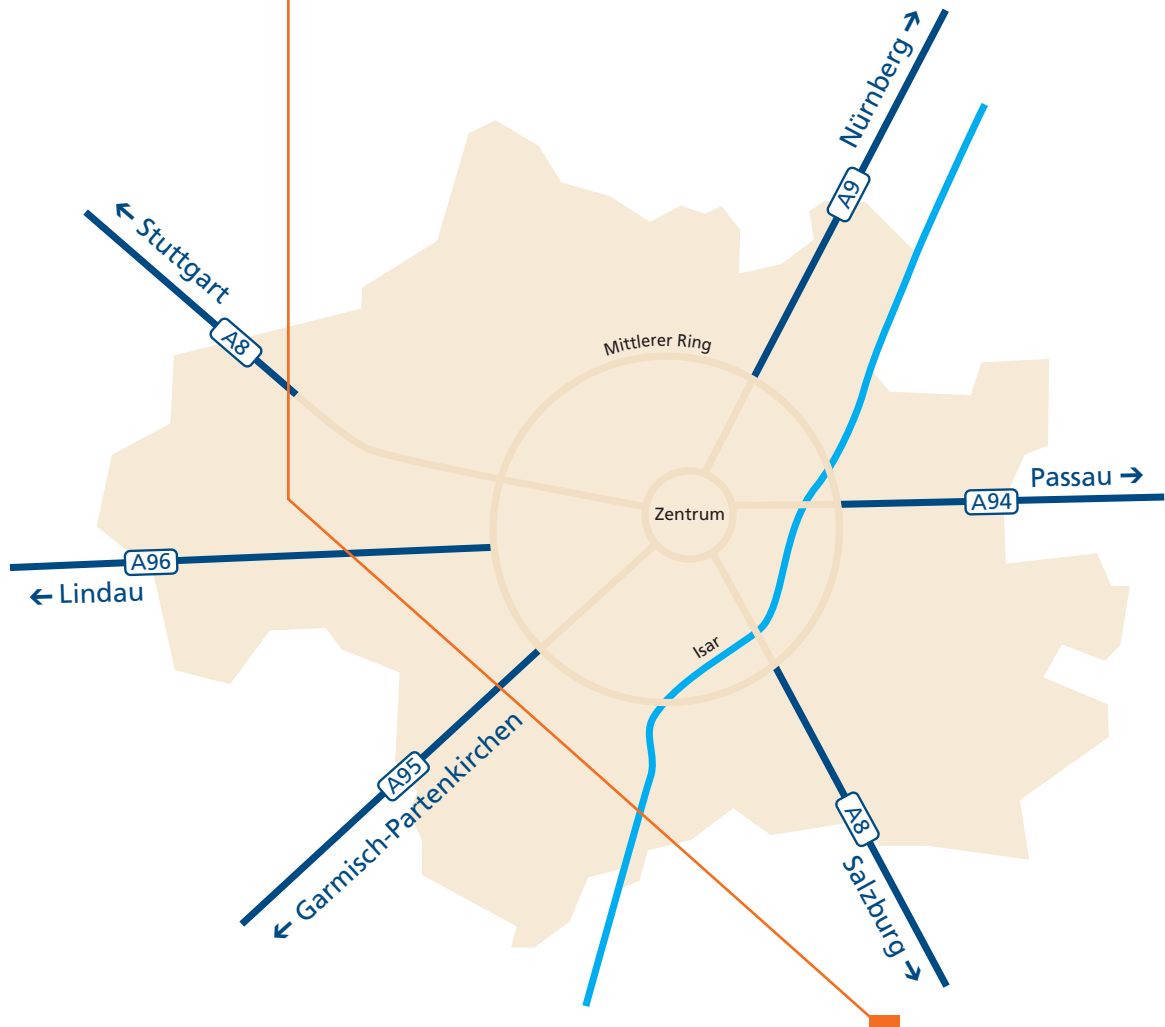 Nürnberg →
A9
← Stuttgart
A8
Mittlerer Ring
Passau →
A94
Zentrum
A96
← Lindau
Isar
A95
← Garmisch-Partenkirchen
A8
Salzburg →